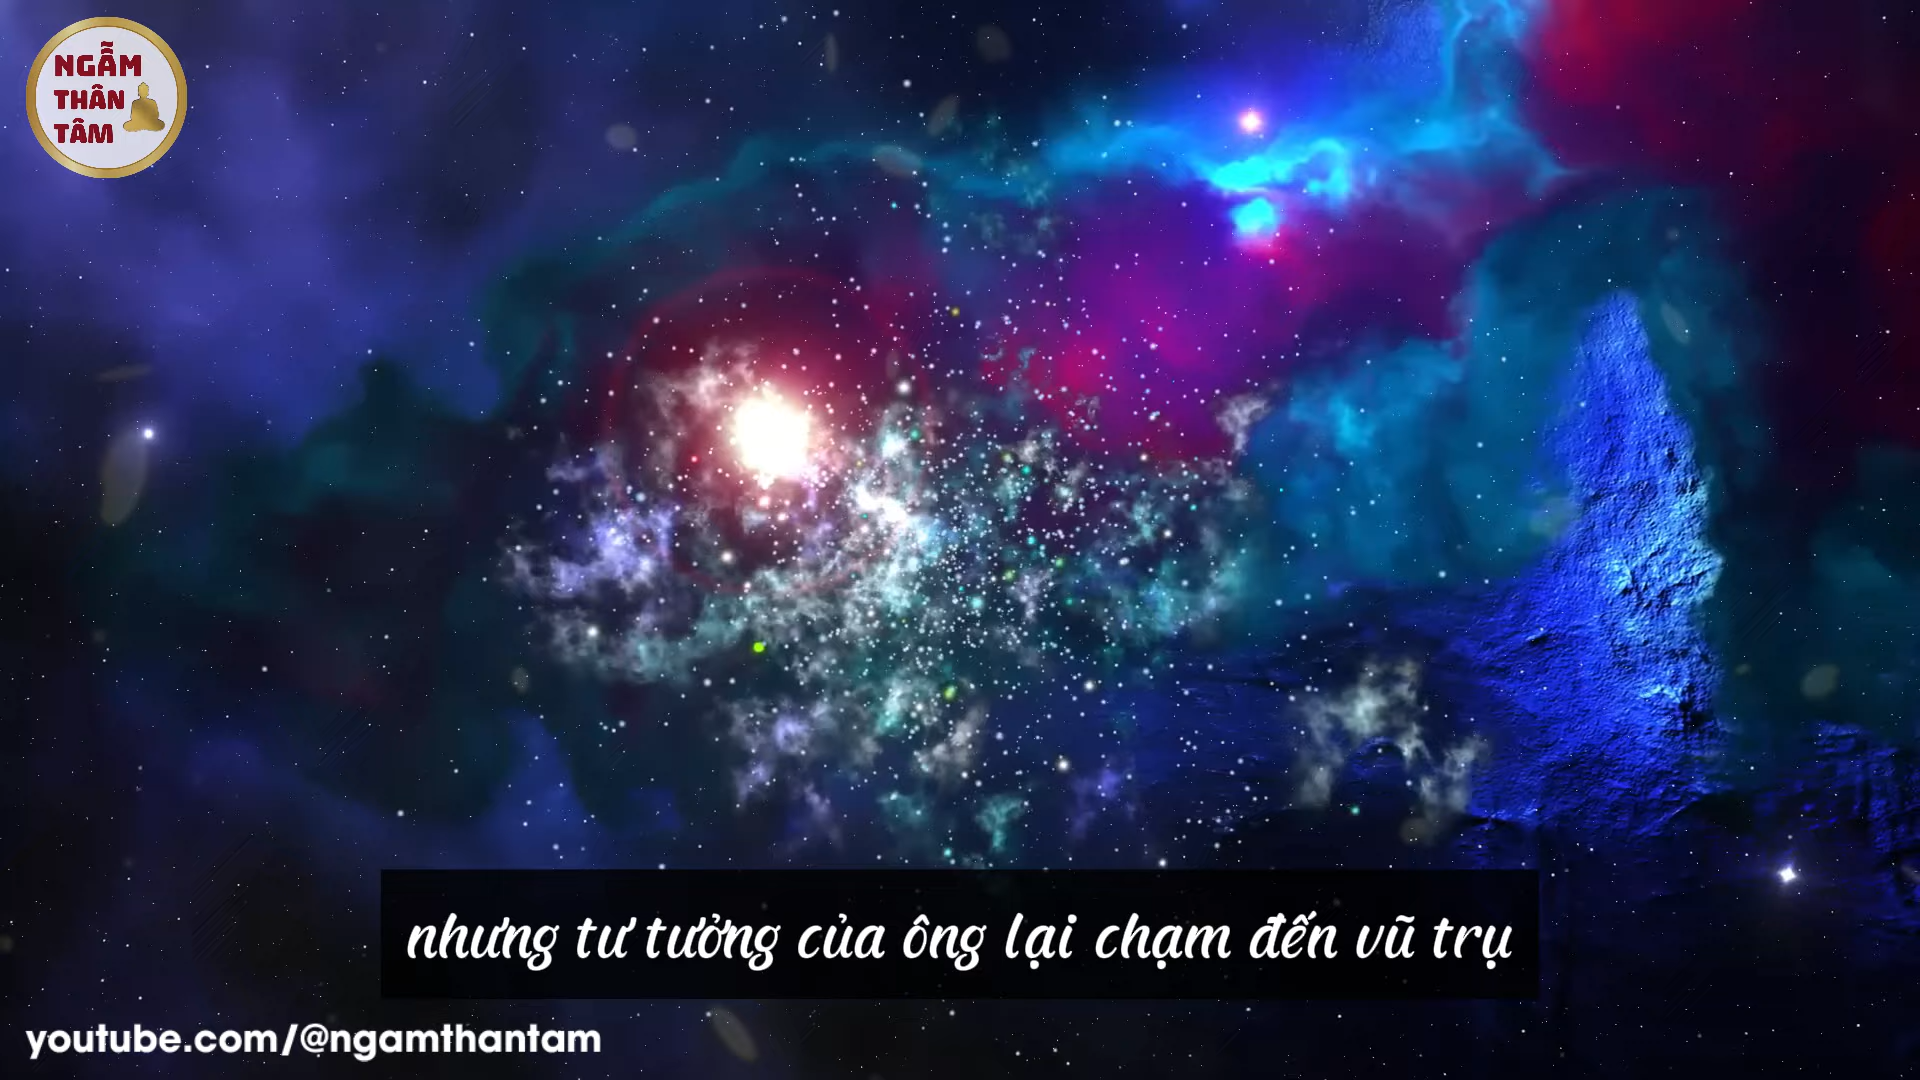 NGẪM
THÂN
TÂM
nhưng tư tưởng của ông lại chạm đến vũ trụ
youtube.com/@ngamthantam